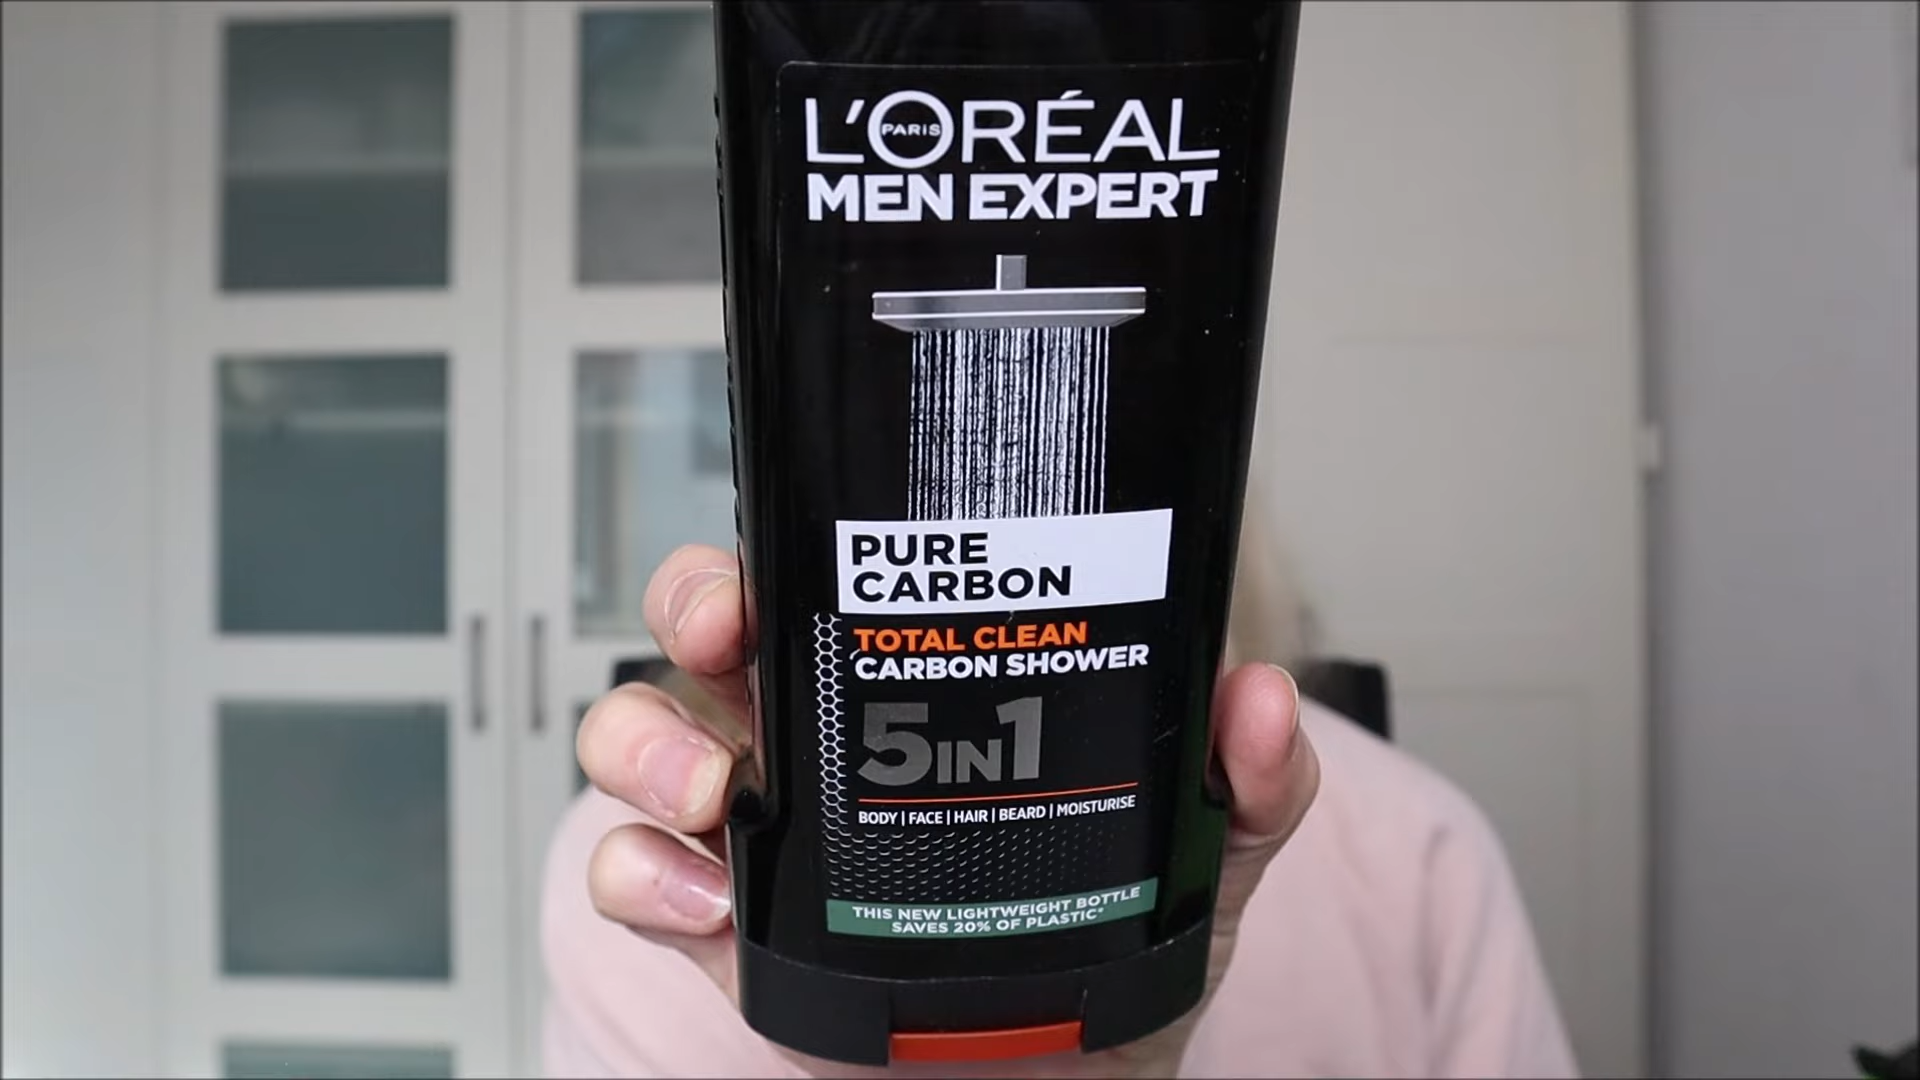 L'ORÉAL
PARIS
MEN EXPERT
PURE
CARBON
TOTAL CLEAN
CARBON SHOWER
5IN1
BODY | FACE | HAIR | BEARD | MOISTURISE
THIS NEW LIGHTWEIGHT BOTTLE
SAVES 20% OF PLASTIC*